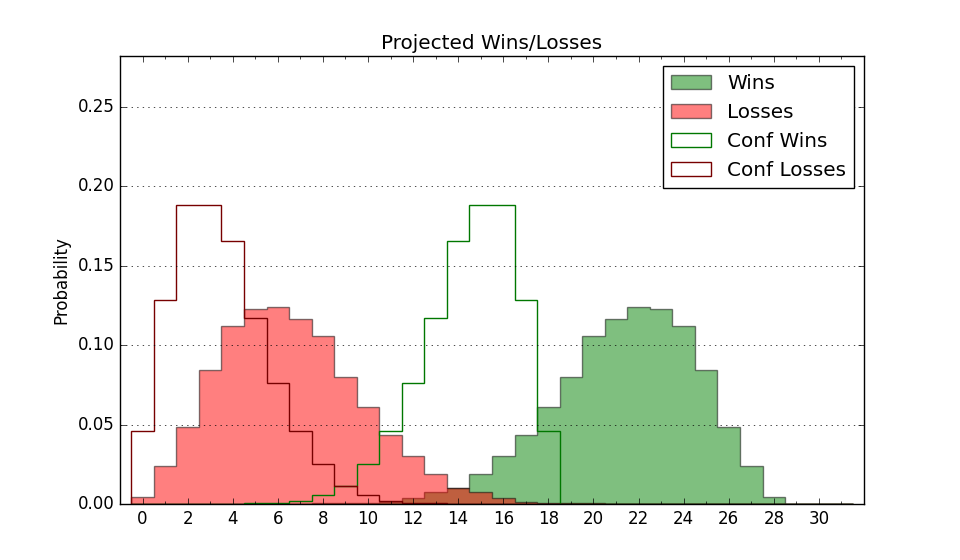 Projected Wins/Losses
Wins
Losses
Conf Wins
Conf Losses
Probability
0.25
0.20
0.15
0.10
0.05
0.00
0 2 4 6 8 10 12 14 16 18 20 22 24 26 28 30